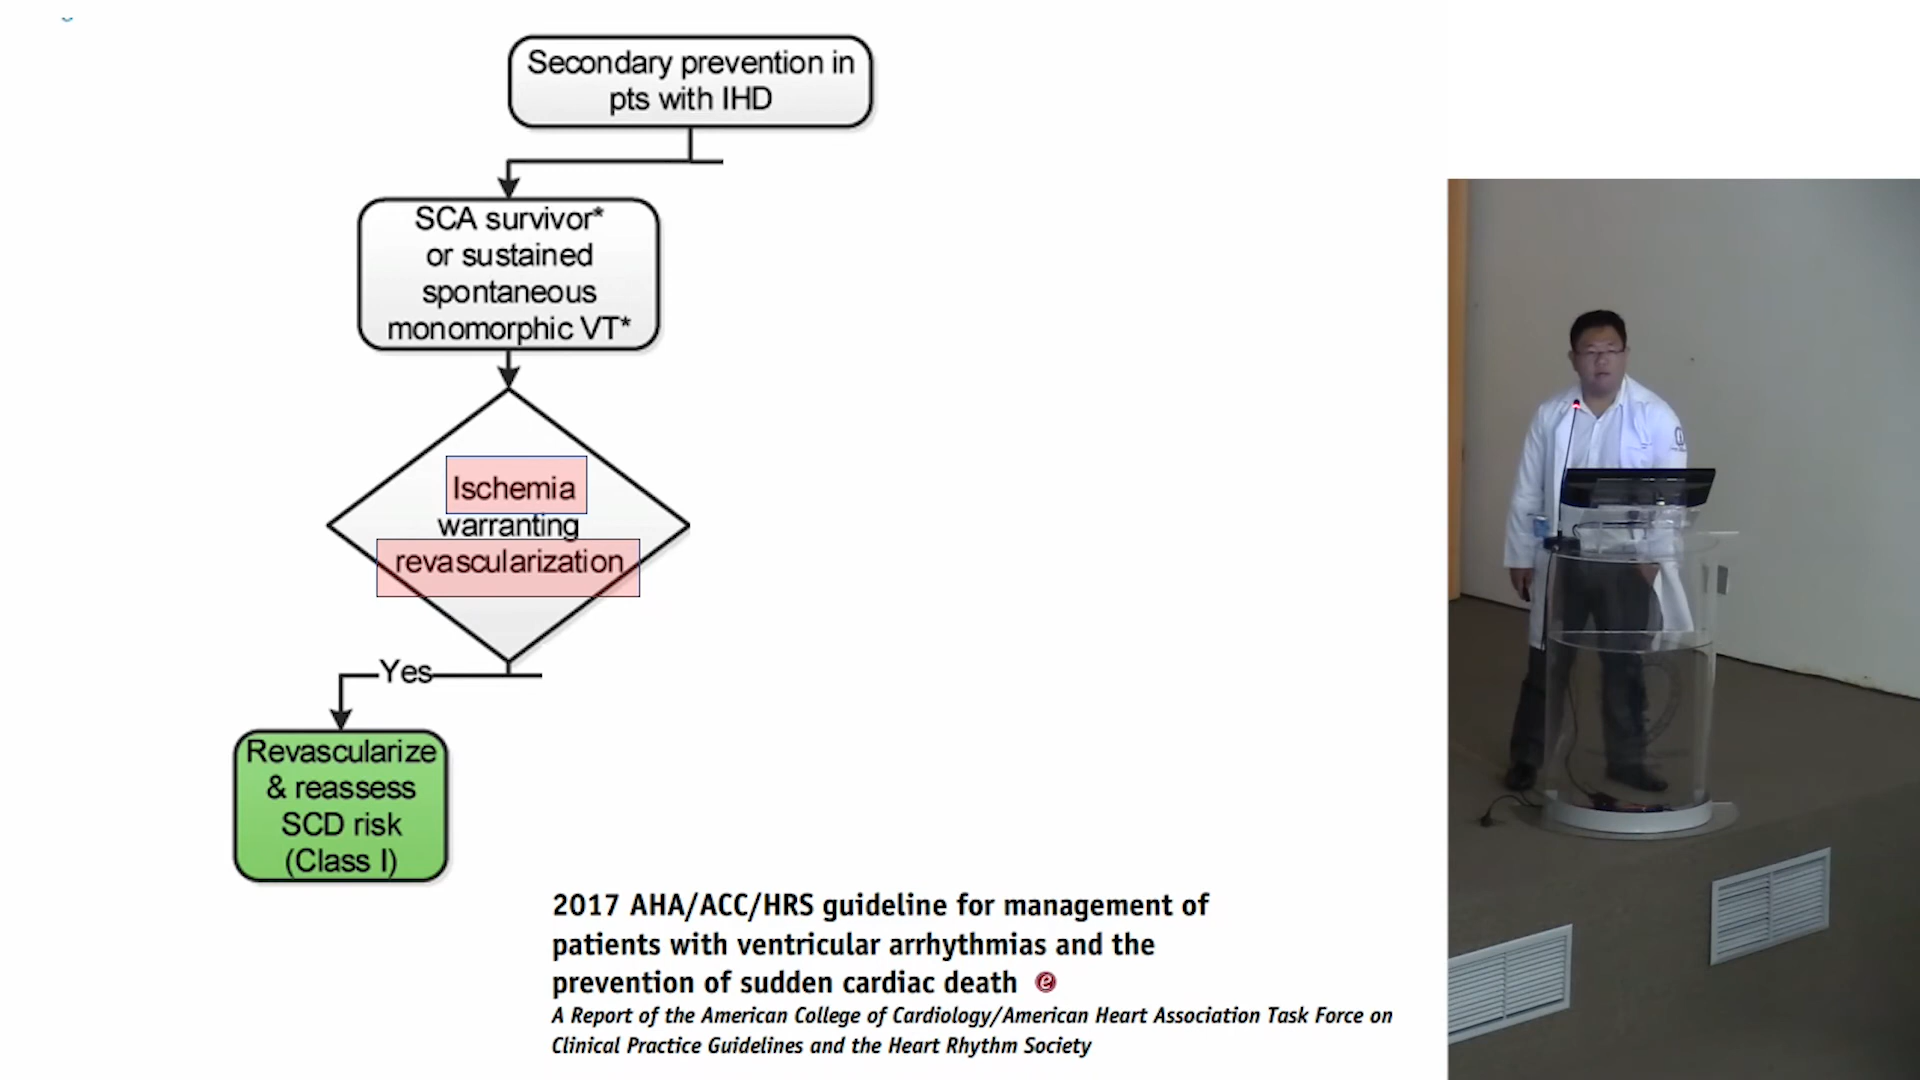 Secondary prevention in
pts with IHD
SCA survivor*
or sustained
spontaneous
monomorphic VT*
Ischemia
warranting
revascularization
Yes
Revascularize
& reassess
SCD risk
(Class I)
2017 AHA/ACC/HRS guideline for management of
patients with ventricular arrhythmias and the
prevention of sudden cardiac death e
A Report of the American College of Cardiology/American Heart Association Task Force on
Clinical Practice Guidelines and the Heart Rhythm Society